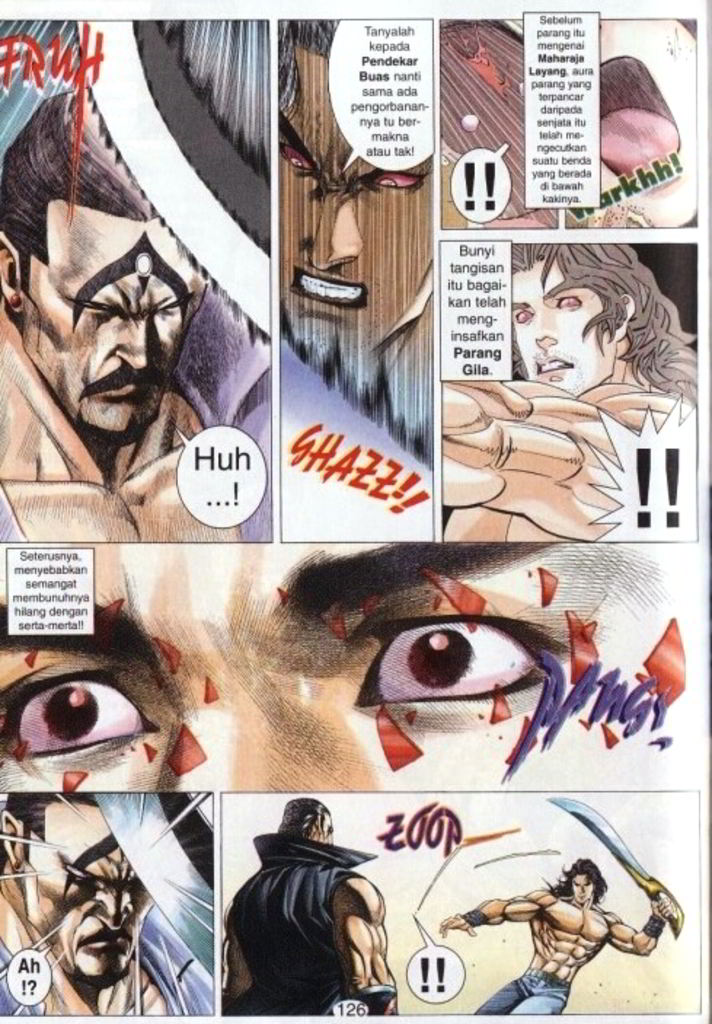 FRUH
Huh
...!
Tanyalah
kepada
Pendekar
Buas nanti
sama ada
pengorbanan-
nya tu ber-
makna
atau tak!
GHAZZ!!
Sebelum
parang itu
mengenai
Maharaja
Layang, aura
parang yang
terpancar
daripada
senjata itu
telah me-
ngecutkan
suatu benda
yang berada
di bawah
kakinya.
!!
Warkhh!
Bunyi
tangisan
itu bagai-
kan telah
meng-
insafkan
Parang
Gila.
!!
Seterusnya,
menyebabkan
semangat
membunuhnya
hilang dengan
serta-merta!!
Ah
!?
ZOOP
!!
126